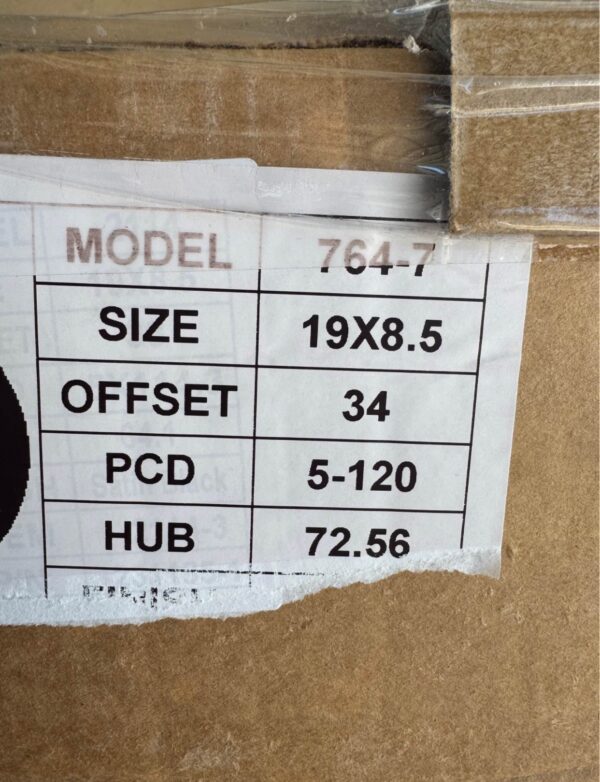 MODEL 764-7
SIZE 19X8.5
OFFSET 34
PCD 5-120
HUB 72.56